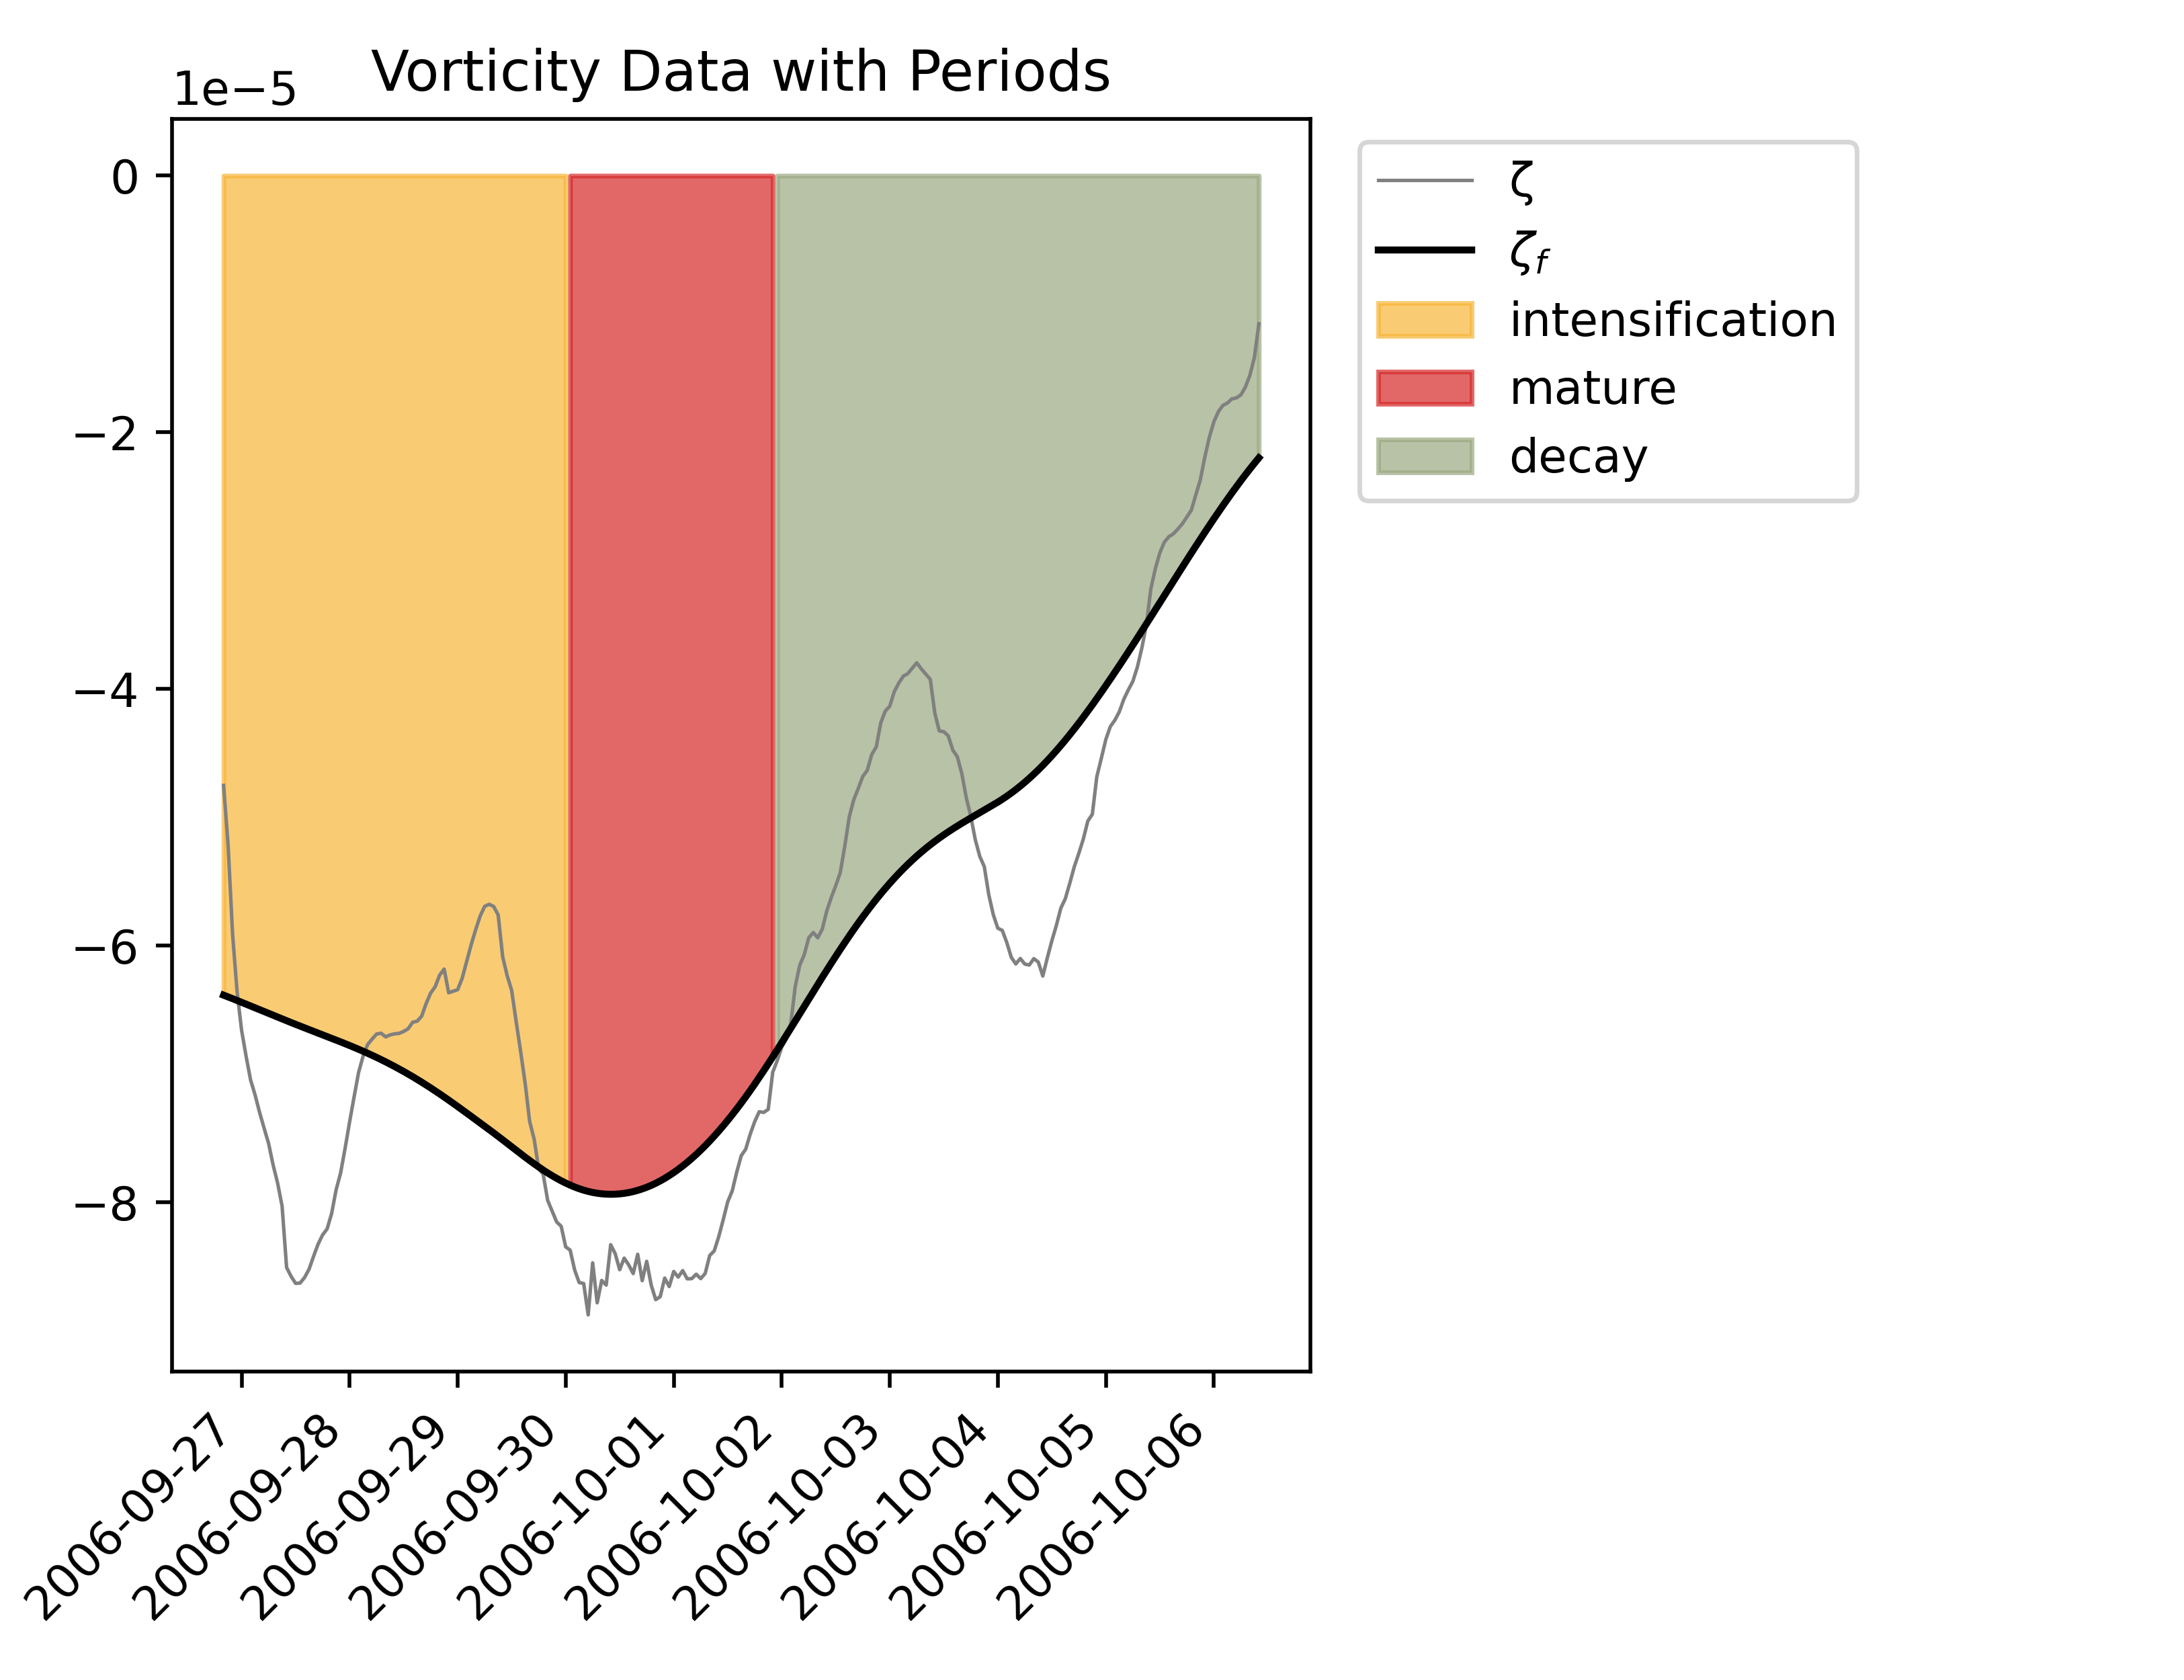 Vorticity Data with Periods
1e−5
0
−2
−4
−6
−8
2006-09-27
2006-09-28
2006-09-29
2006-09-30
2006-10-01
2006-10-02
2006-10-03
2006-10-04
2006-10-05
2006-10-06
ζ
ζf
intensification
mature
decay